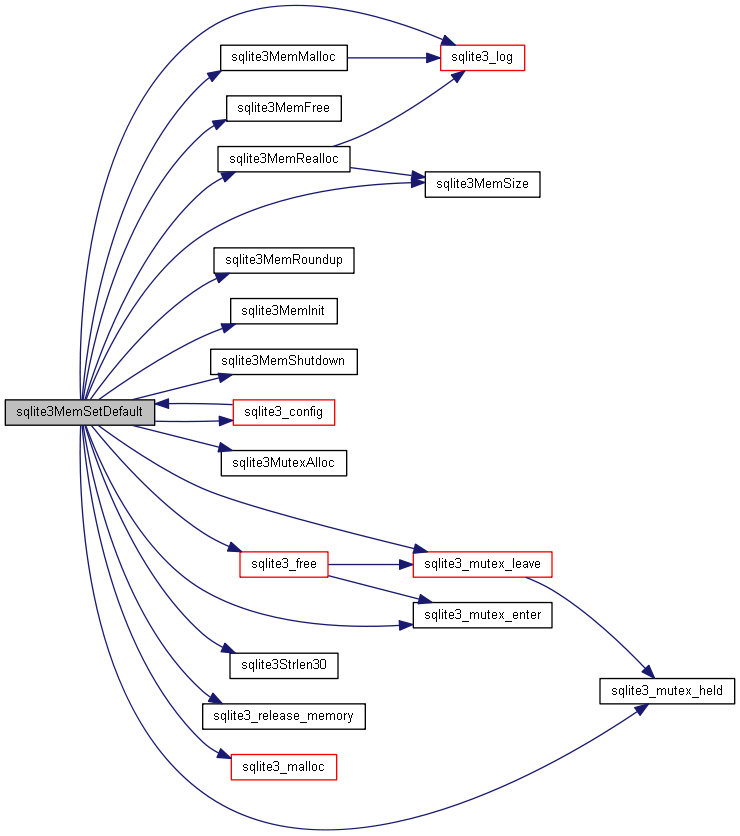 sqlite3MemMalloc
sqlite3_log
sqlite3MemFree
sqlite3MemRealloc
sqlite3MemSize
sqlite3MemRoundup
sqlite3MemInit
sqlite3MemShutdown
sqlite3MemSetDefault
sqlite3_config
sqlite3MutexAlloc
sqlite3_free
sqlite3_mutex_leave
sqlite3_mutex_enter
sqlite3Strlen30
sqlite3_mutex_held
sqlite3_release_memory
sqlite3_malloc